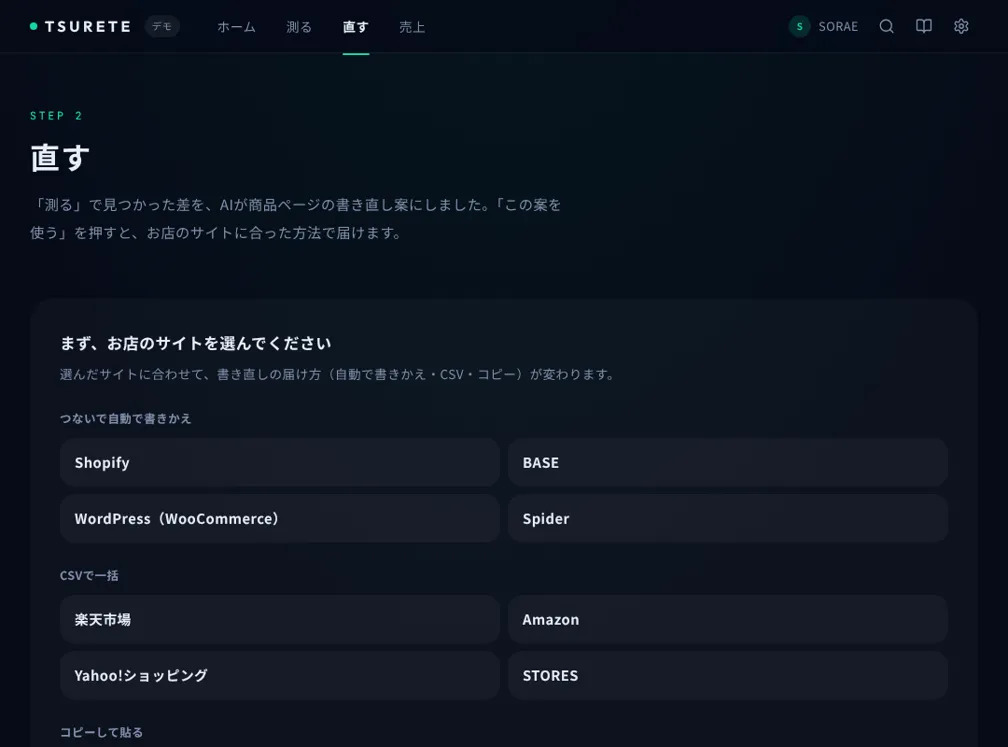 TSURETE デモ ホーム 測る 直す 売上 S SORAE
STEP 2
直す
「測る」で見つかった差を、AIが商品ページの書き直し案にしました。「この案を
使う」を押すと、お店のサイトに合った方法で届けます。
まず、お店のサイトを選んでください
選んだサイトに合わせて、書き直しの届け方（自動で書きかえ・CSV・コピー）が変わります。
つないで自動で書きかえ
Shopify
BASE
WordPress（WooCommerce）
Spider
CSVで一括
楽天市場
Amazon
Yahoo!ショッピング
STORES
コピーして貼る